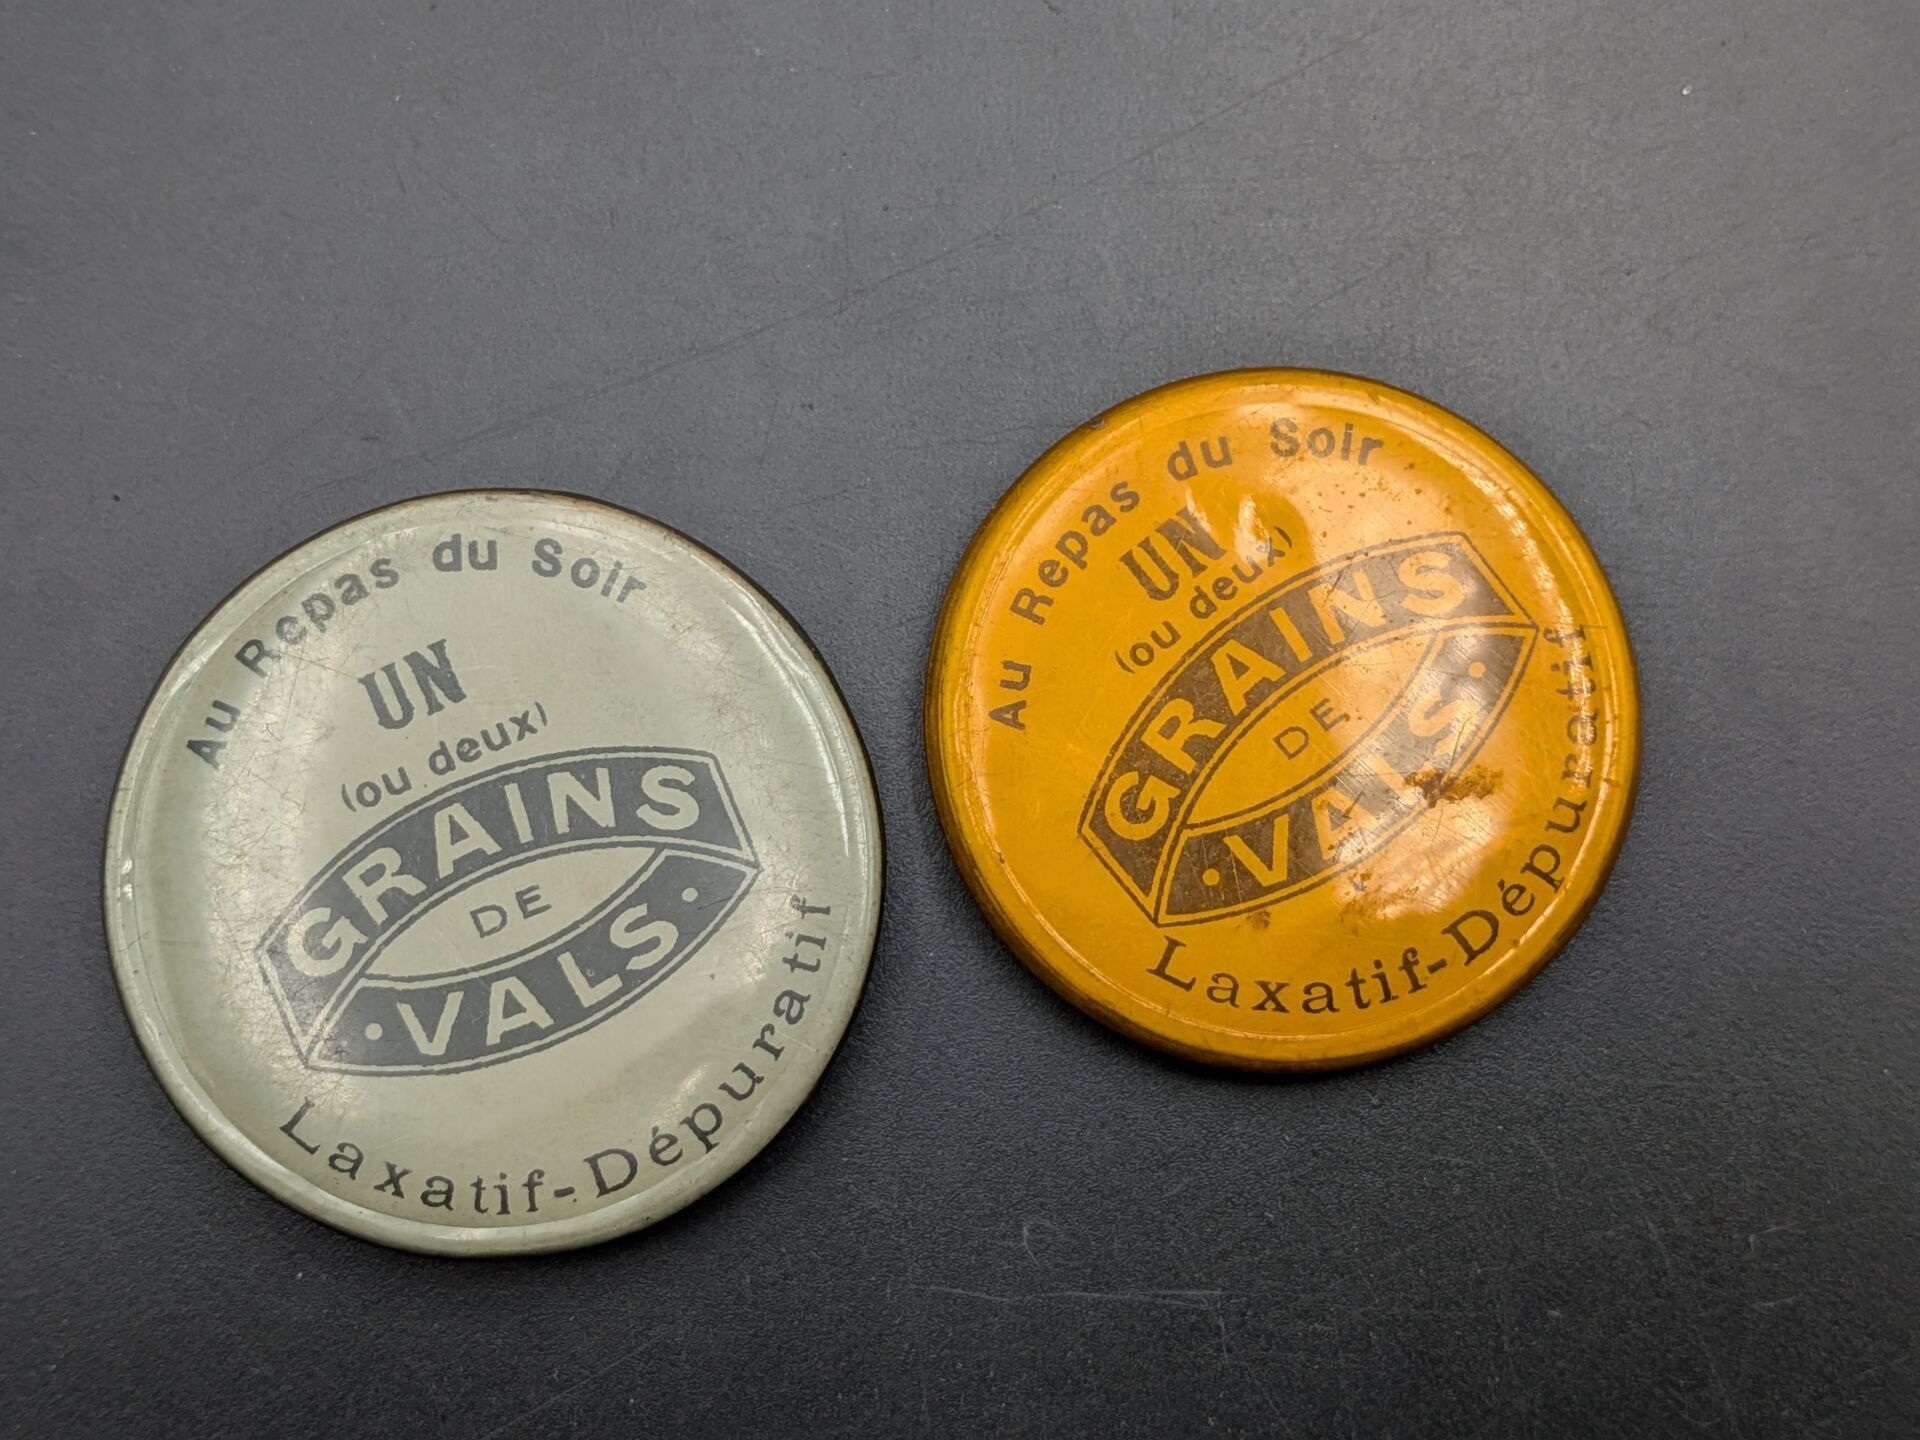 Au Repas du Soir
UN
(ou deux)
GRAINS
DE
VALS
Laxatif-Dépuratif
Au Repas du Soir
UN
(ou deux)
GRAINS
DE
VALS
Laxatif-Dépuratif